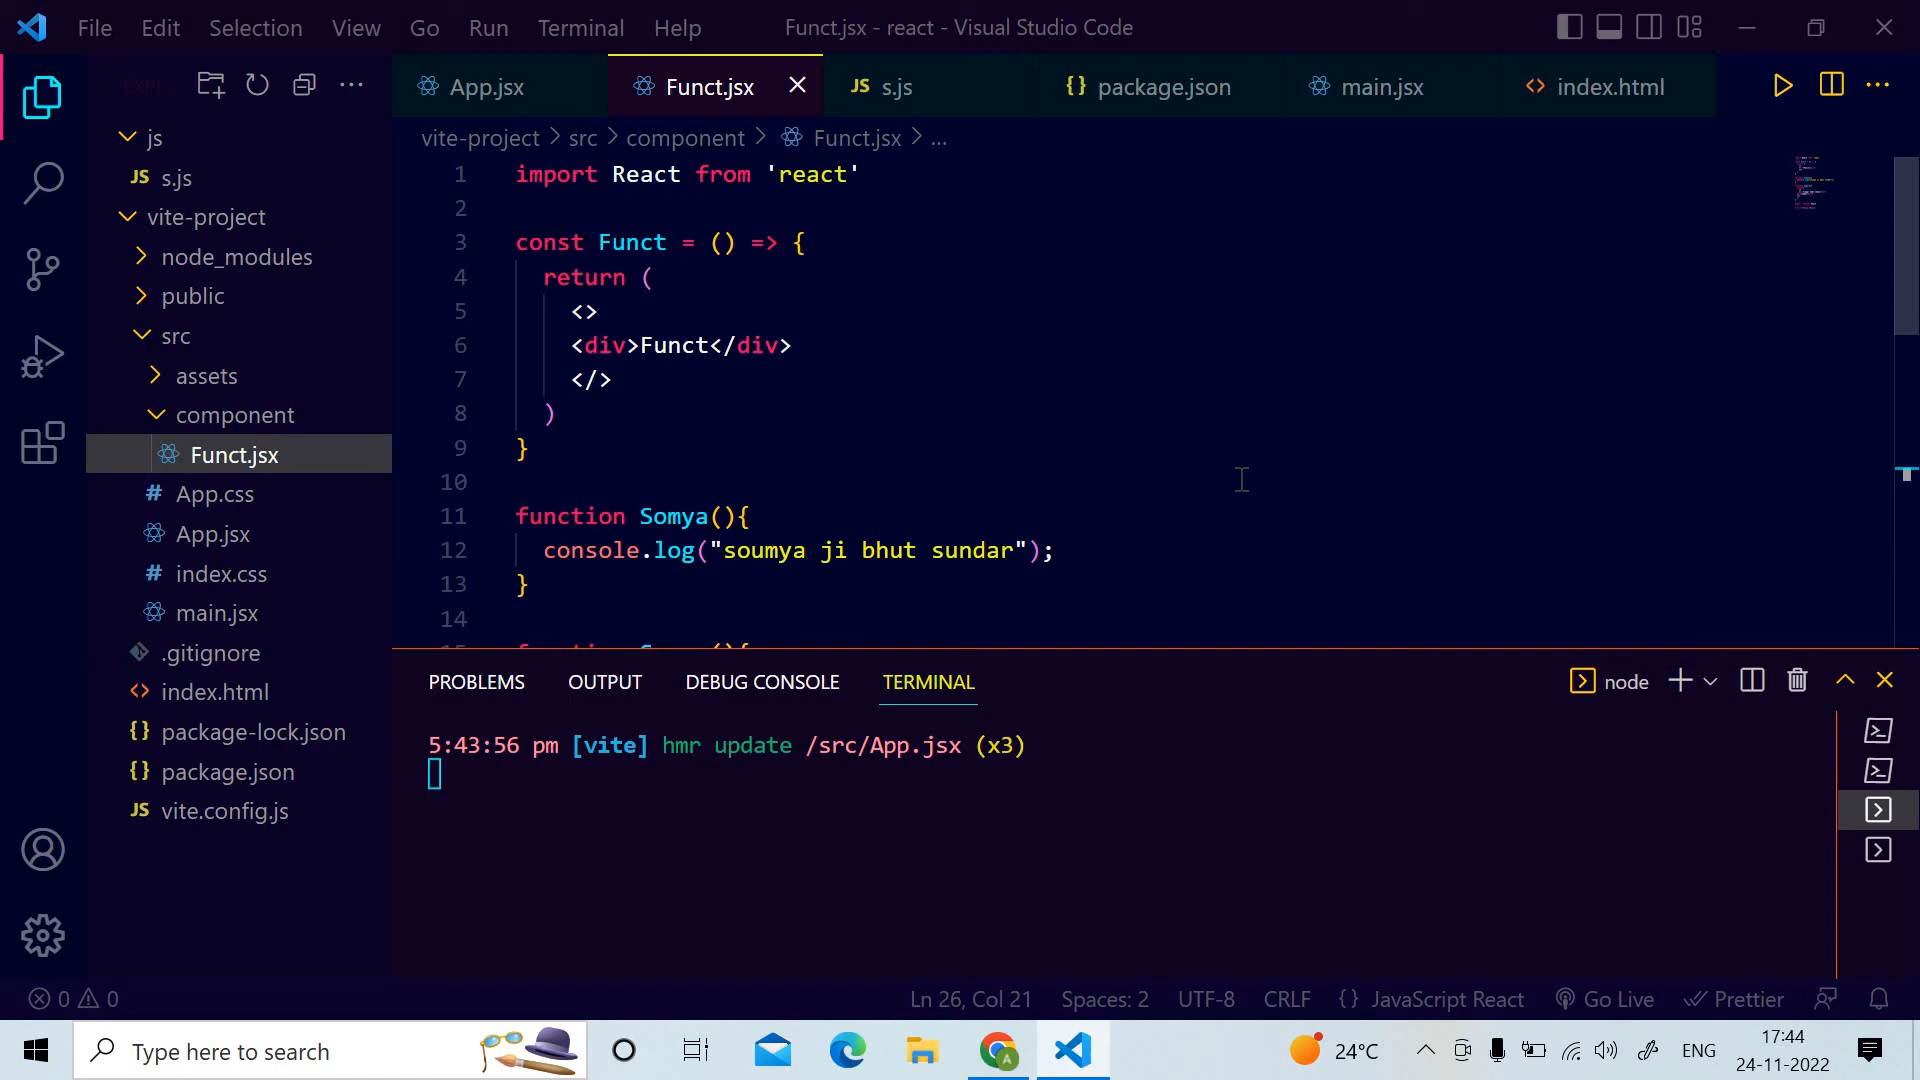 File Edit Selection View Go Run Terminal Help Funct.jsx - react - Visual Studio Code
App.jsx Funct.jsx JS s.js {} package.json main.jsx <> index.html
vite-project > src > component > Funct.jsx > ...
js
JS s.js
vite-project
node_modules
public
src
assets
component
Funct.jsx
# App.css
App.jsx
# index.css
main.jsx
.gitignore
<> index.html
{} package-lock.json
{} package.json
JS vite.config.js
1 import React from 'react'
2
3 const Funct = () => {
4 return (
5 <>
6 <div>Funct</div>
7 </>
8 )
9 }
10
11 function Somya(){
12 console.log("soumya ji bhut sundar");
13 }
14
PROBLEMS OUTPUT DEBUG CONSOLE TERMINAL node
5:43:56 pm [vite] hmr update /src/App.jsx (x3)
0 0 Ln 26, Col 21 Spaces: 2 UTF-8 CRLF {} JavaScript React Go Live Prettier
Type here to search 24°C ENG 17:44
24-11-2022